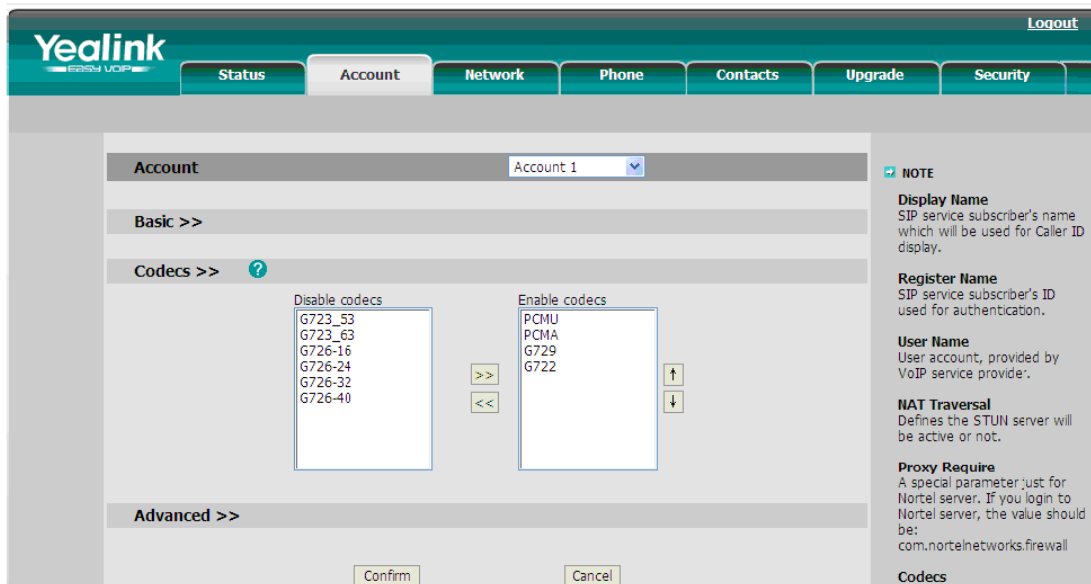 Logout
Yealink
EASY VOIP
Status
Account
Network
Phone
Contacts
Upgrade
Security
Account
Account 1
NOTE
Display Name
SIP service subscriber's name
which will be used for Caller ID
display.
Basic >>
Codecs >> ?
Register Name
SIP service subscriber's ID
used for authentication.
Disable codecs
G723_53
G723_63
G726-16
G726-24
G726-32
G726-40
>>
<<
Enable codecs
PCMU
PCMA
G729
G722
↑
↓
User Name
User account, provided by
VoIP service provider.
NAT Traversal
Defines the STUN server will
be active or not.
Proxy Require
A special parameter just for
Nortel server. If you login to
Nortel server, the value should
be:
com.nortelnetworks.firewall
Advanced >>
Confirm
Cancel
Codecs